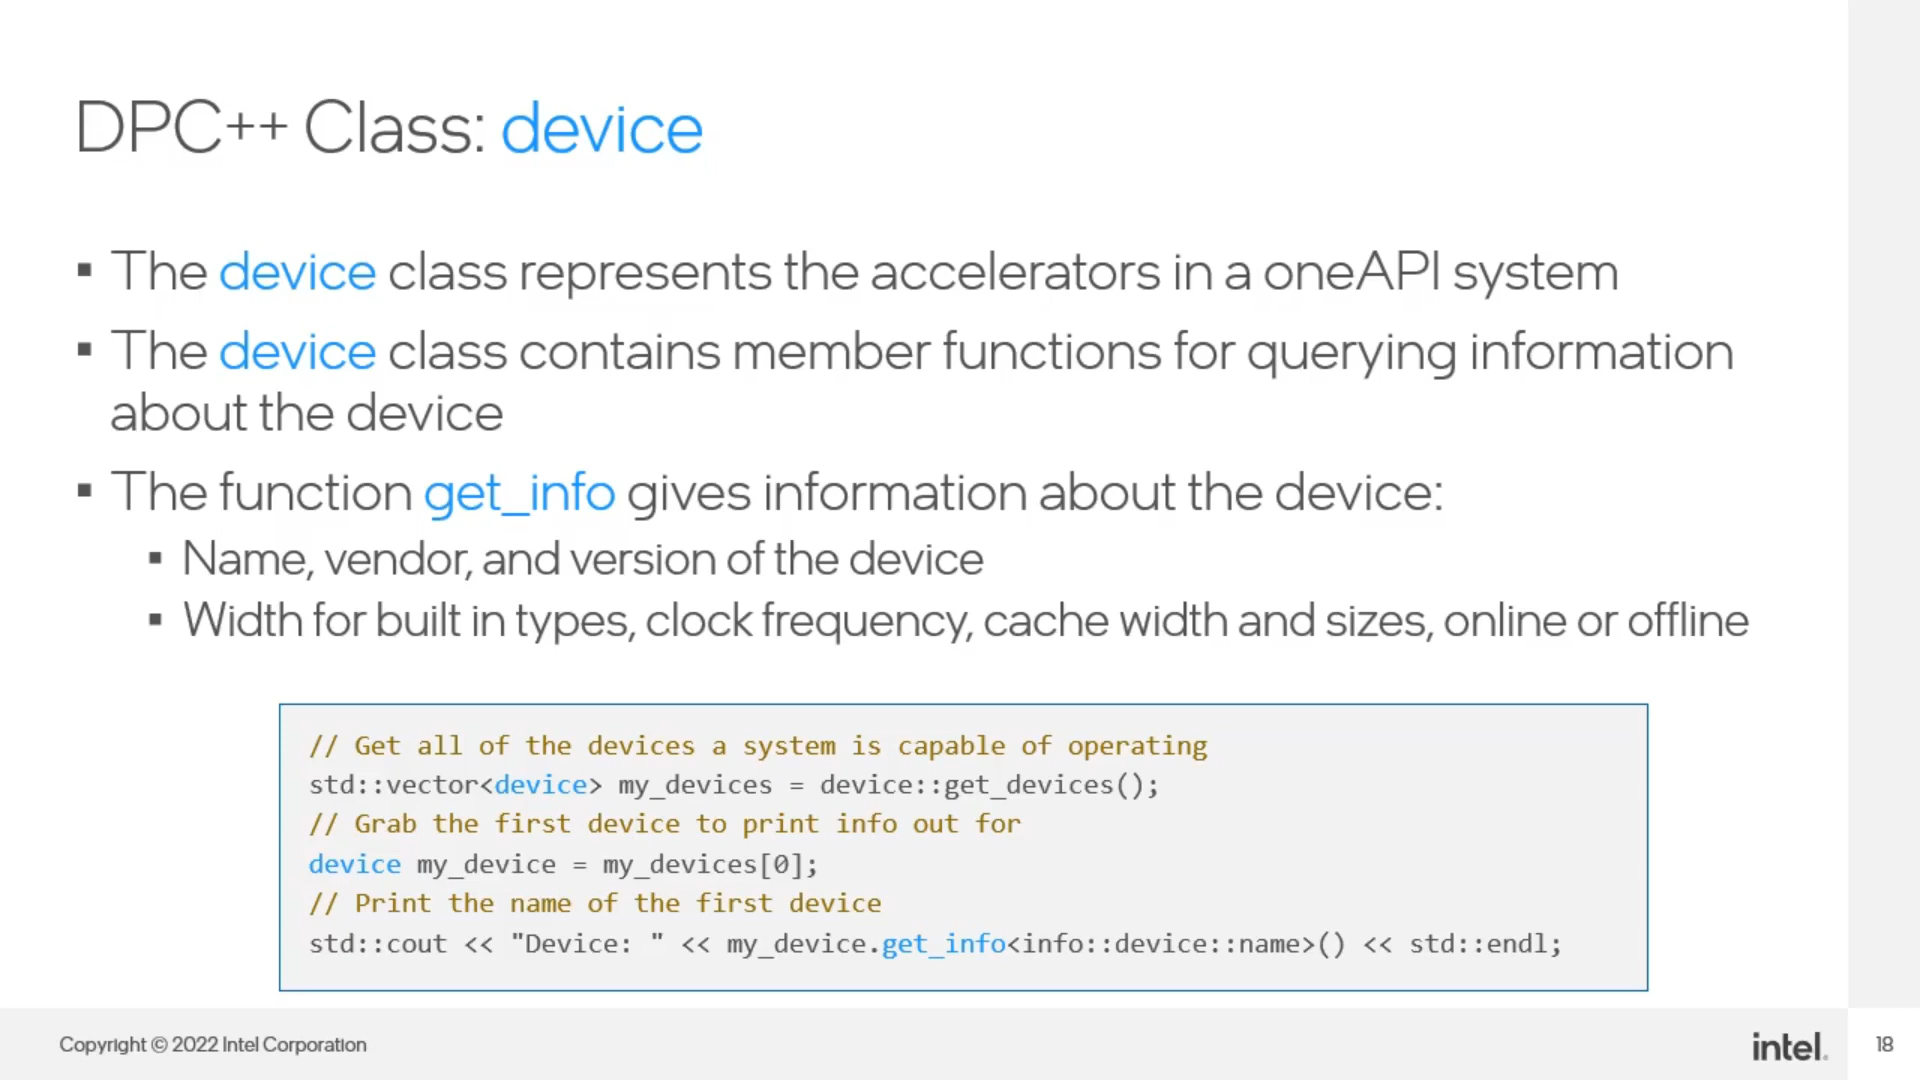 DPC++ Class: device
▪ The device class represents the accelerators in a oneAPI system
▪ The device class contains member functions for querying information
about the device
▪ The function get_info gives information about the device:
▪ Name, vendor, and version of the device
▪ Width for built in types, clock frequency, cache width and sizes, online or offline
// Get all of the devices a system is capable of operating
std::vector<device> my_devices = device::get_devices();
// Grab the first device to print info out for
device my_device = my_devices[0];
// Print the name of the first device
std::cout << "Device: " << my_device.get_info<info::device::name>() << std::endl;
Copyright © 2022 Intel Corporation
intel.
18